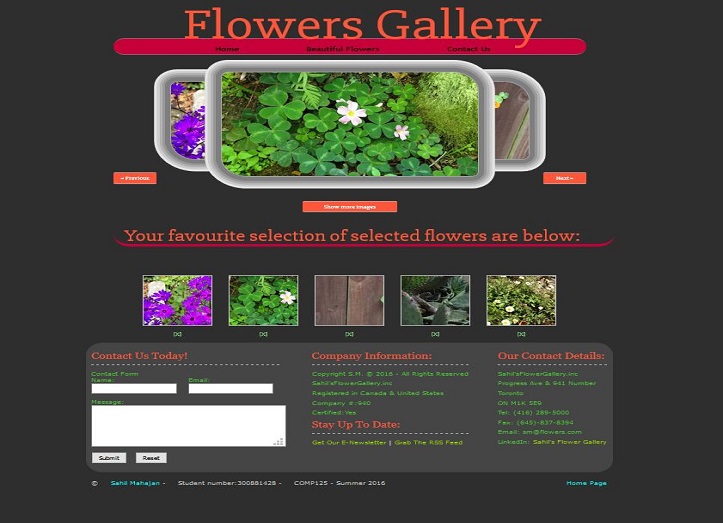 Flowers Gallery
Home Beautiful Flowers Contact Us
« Previous Next »
Show more images
Your favourite selection of selected flowers are below:
[X] [X] [X] [X] [X]
Contact Us Today!
Contact Form
Name: Email:
Message:
Submit Reset
Company Information:
Copyright S.M. © 2016 - All Rights Reserved
Sahil'sFlowerGallery.inc
Registered in Canada & United States
Company #:940
Certified:Yes
Stay Up To Date:
Get Our E-Newsletter | Grab The RSS Feed
Our Contact Details:
Sahil'sFlowerGallery.inc
Progress Ave & 941 Number
Toronto
ON M1K 5E9
Tel: (416) 289-5000
Fax: (645)-837-8394
Email: sm@flowers.com
LinkedIn: Sahil's Flower Gallery
© Sahil Mahajan - Student number:300881428 - COMP125 - Summer 2016 Home Page